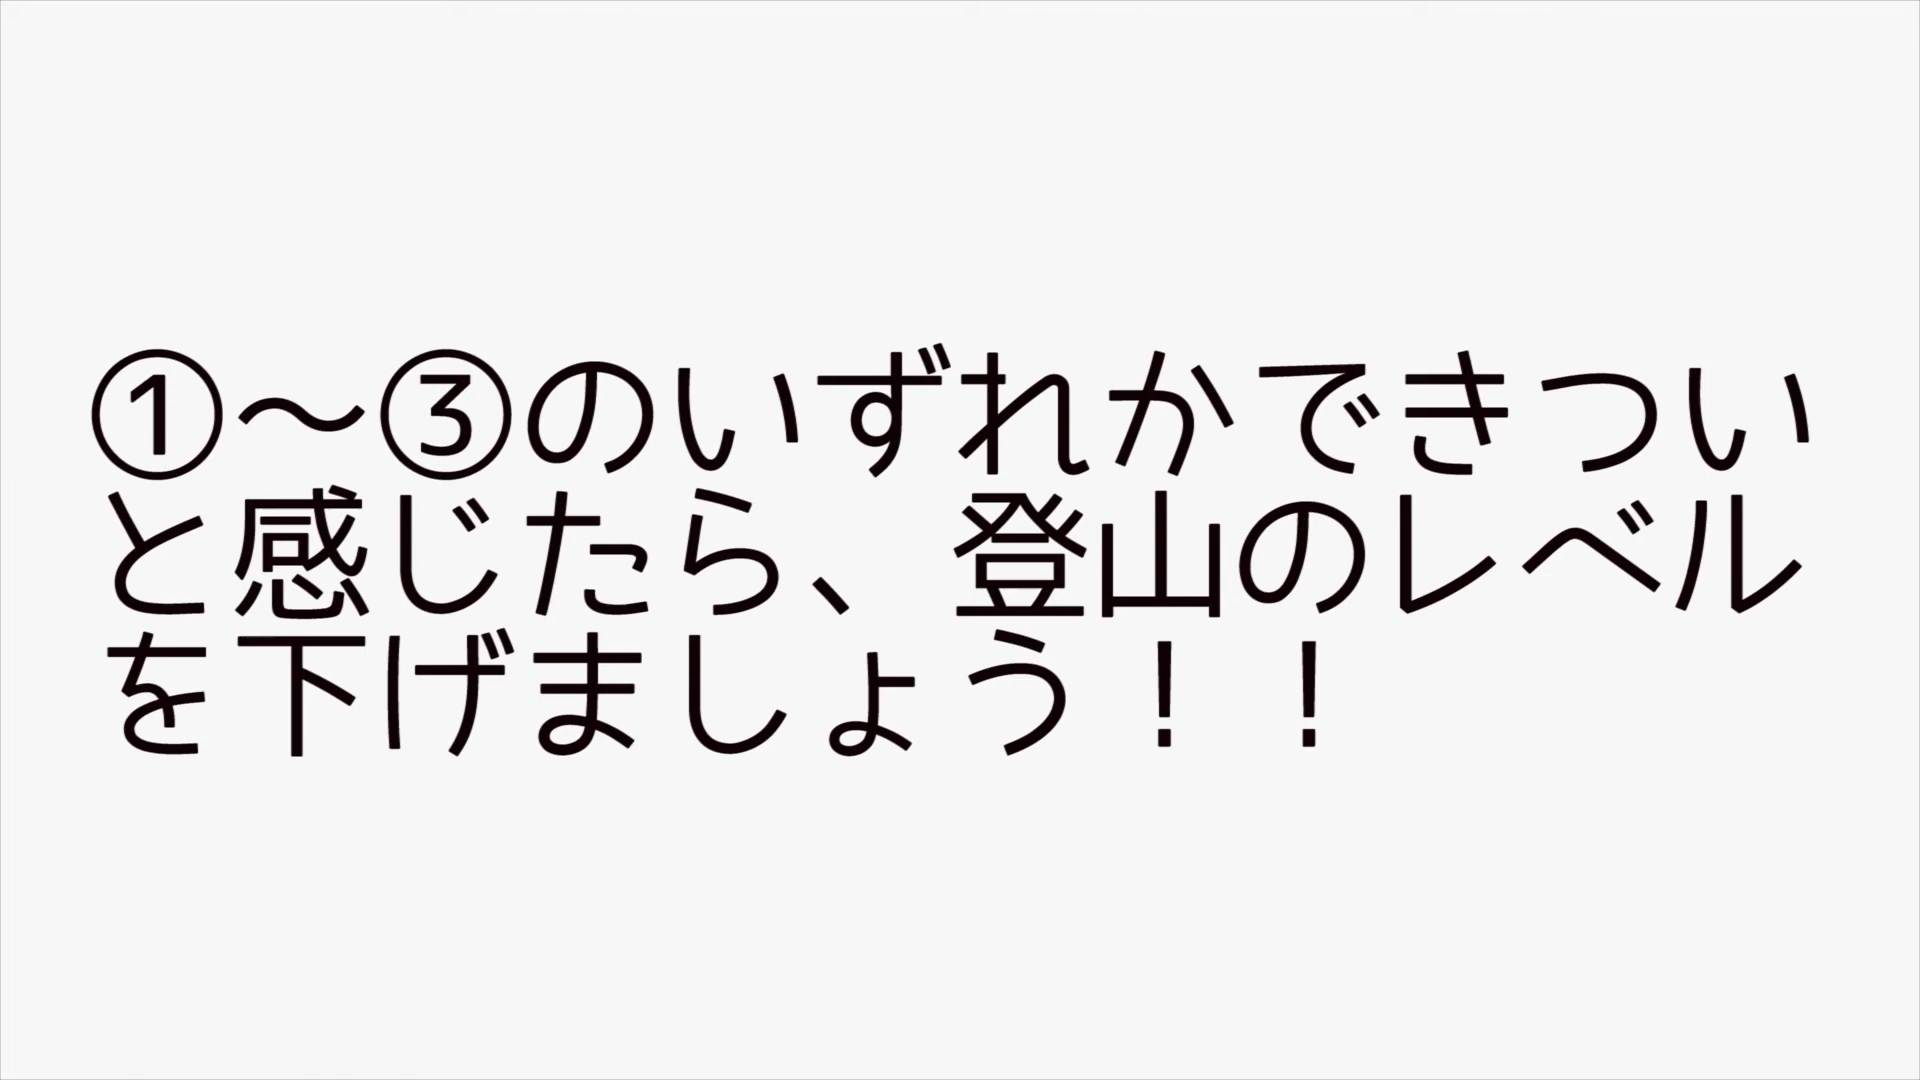 ①～③のいずれかできつい
と感じたら、登山のレベル
を下げましょう！！